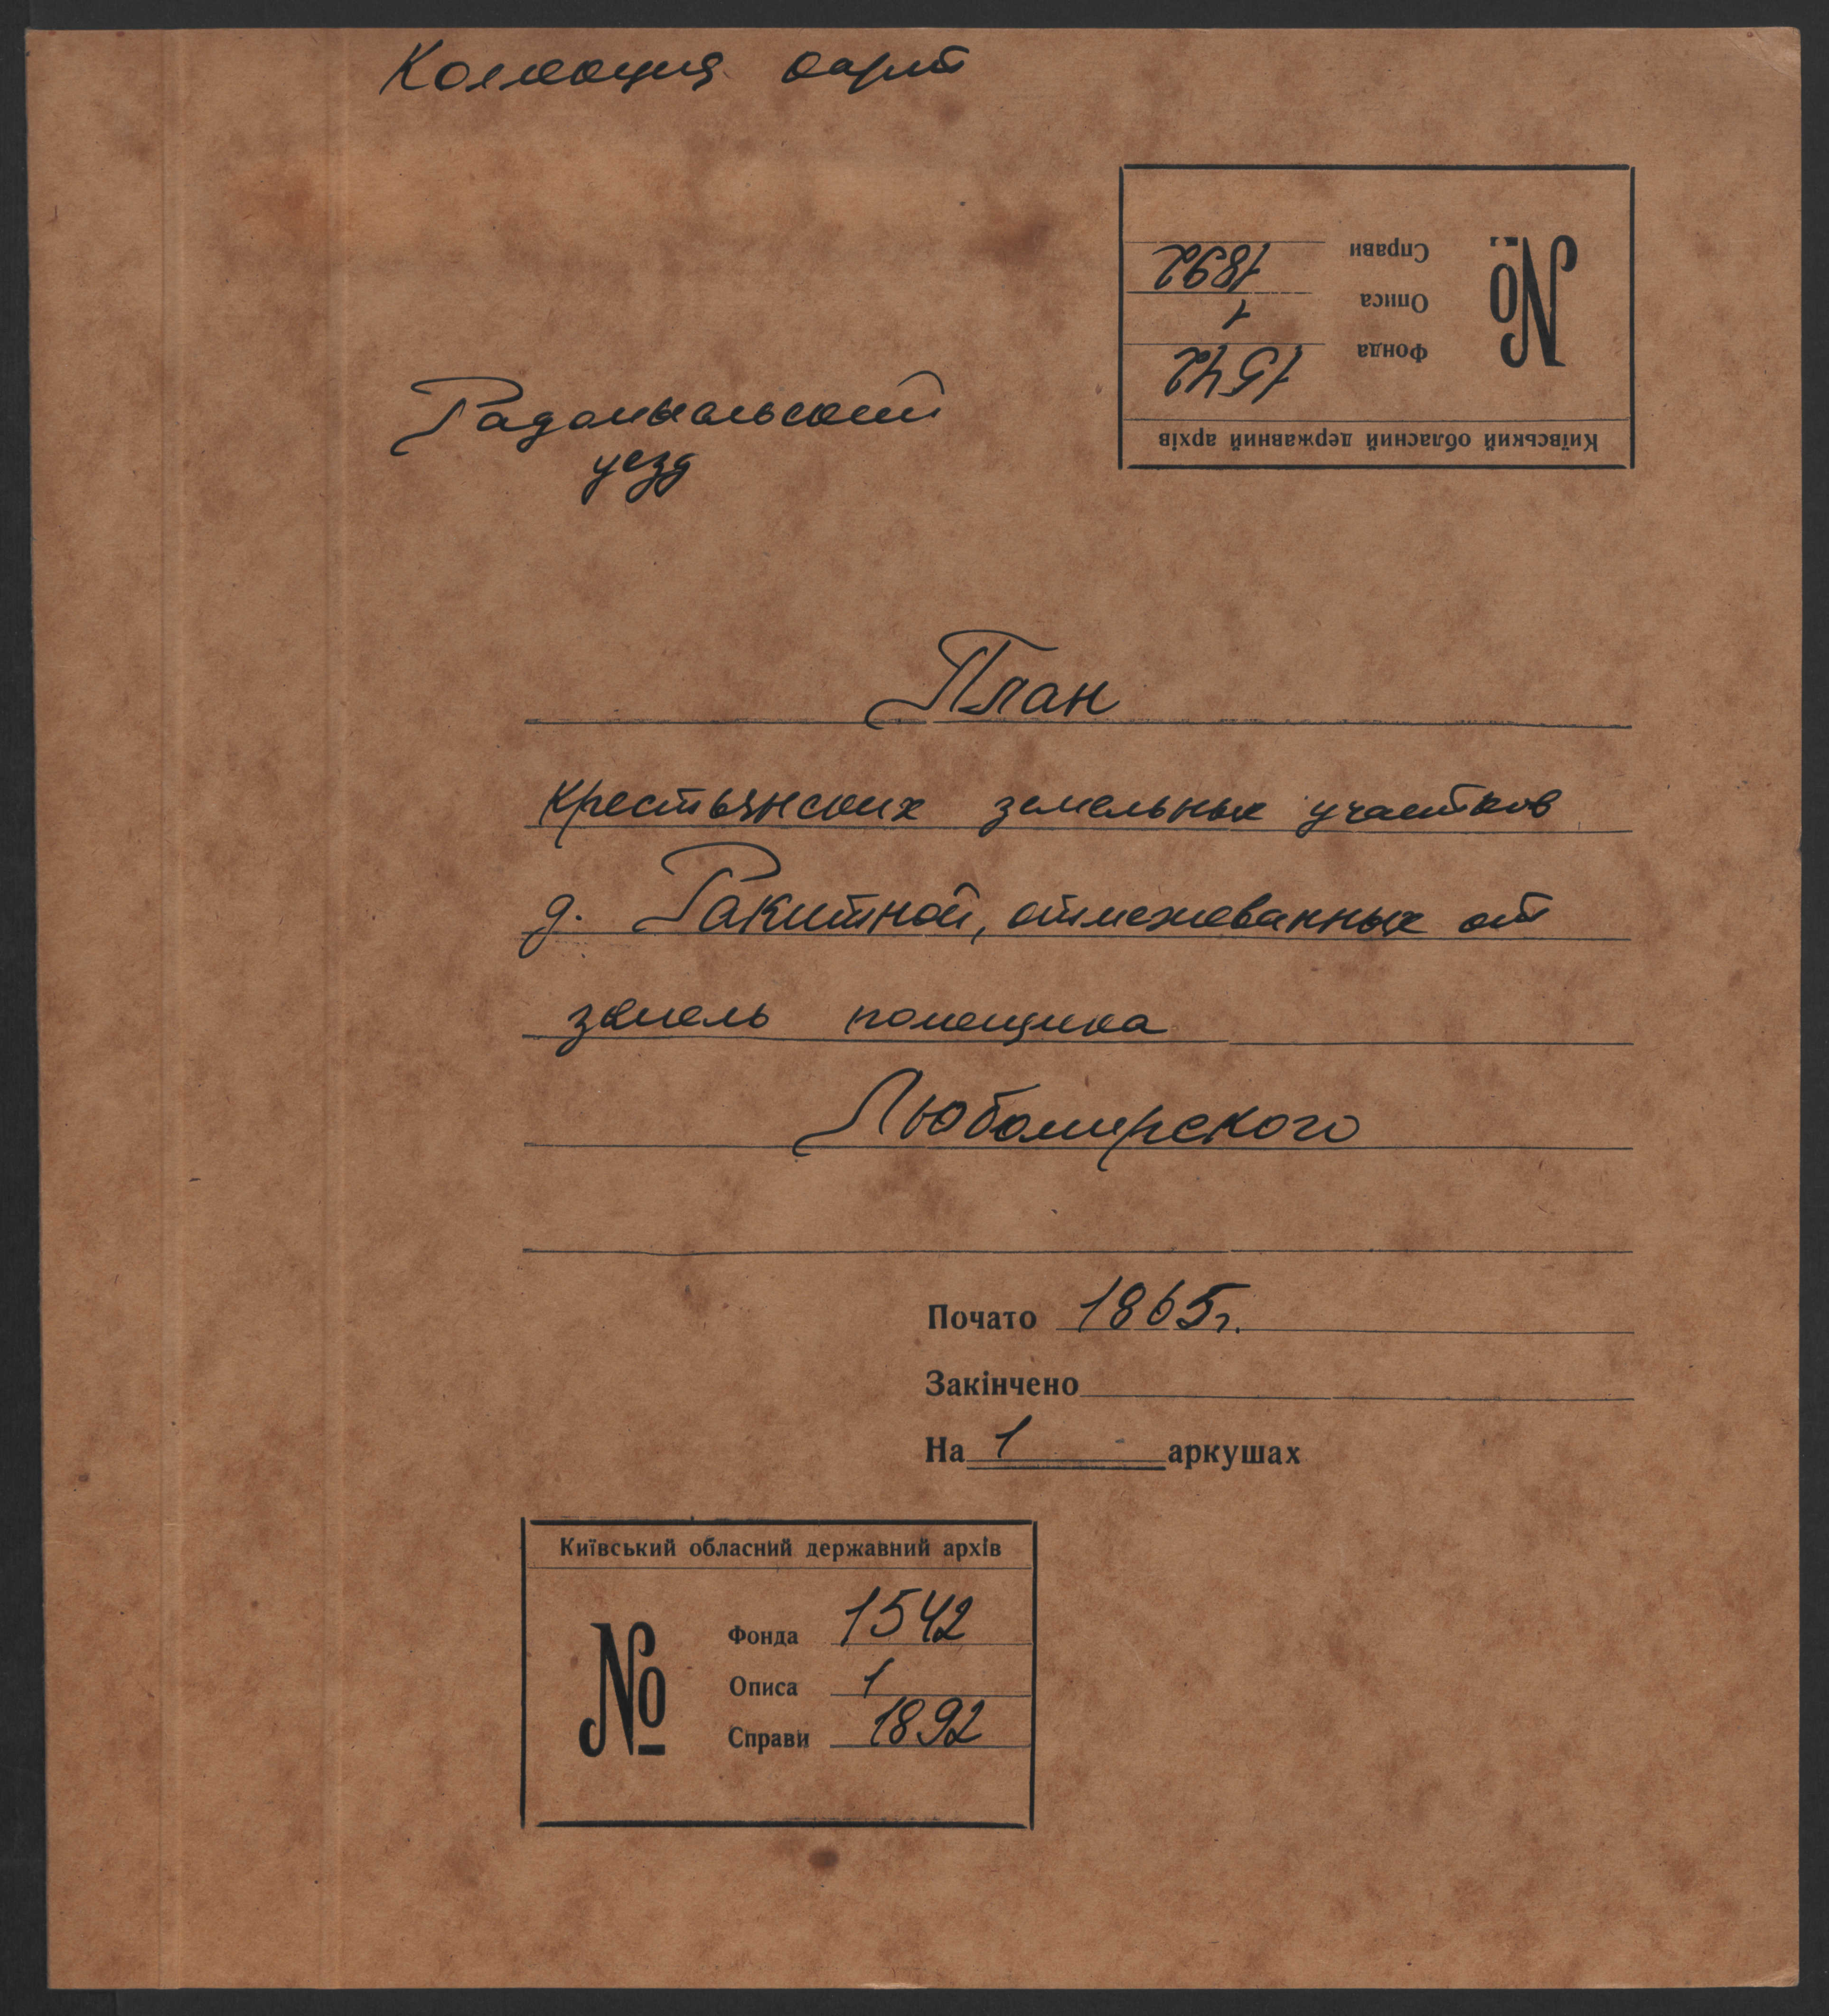 Коллекция карт
Київський обласний державний архів
№
Фонда 1542
Описа 1
Справи 1892
Радомысльский
уезд
План
крестьянских земельных участков
д. Ракитной, отмежеванных от
земель помещика
Любомирского
Почато 1865г.
Закінчено
На 1 аркушах
Київський обласний державний архів
№
Фонда 1542
Описа 1
Справи 1892